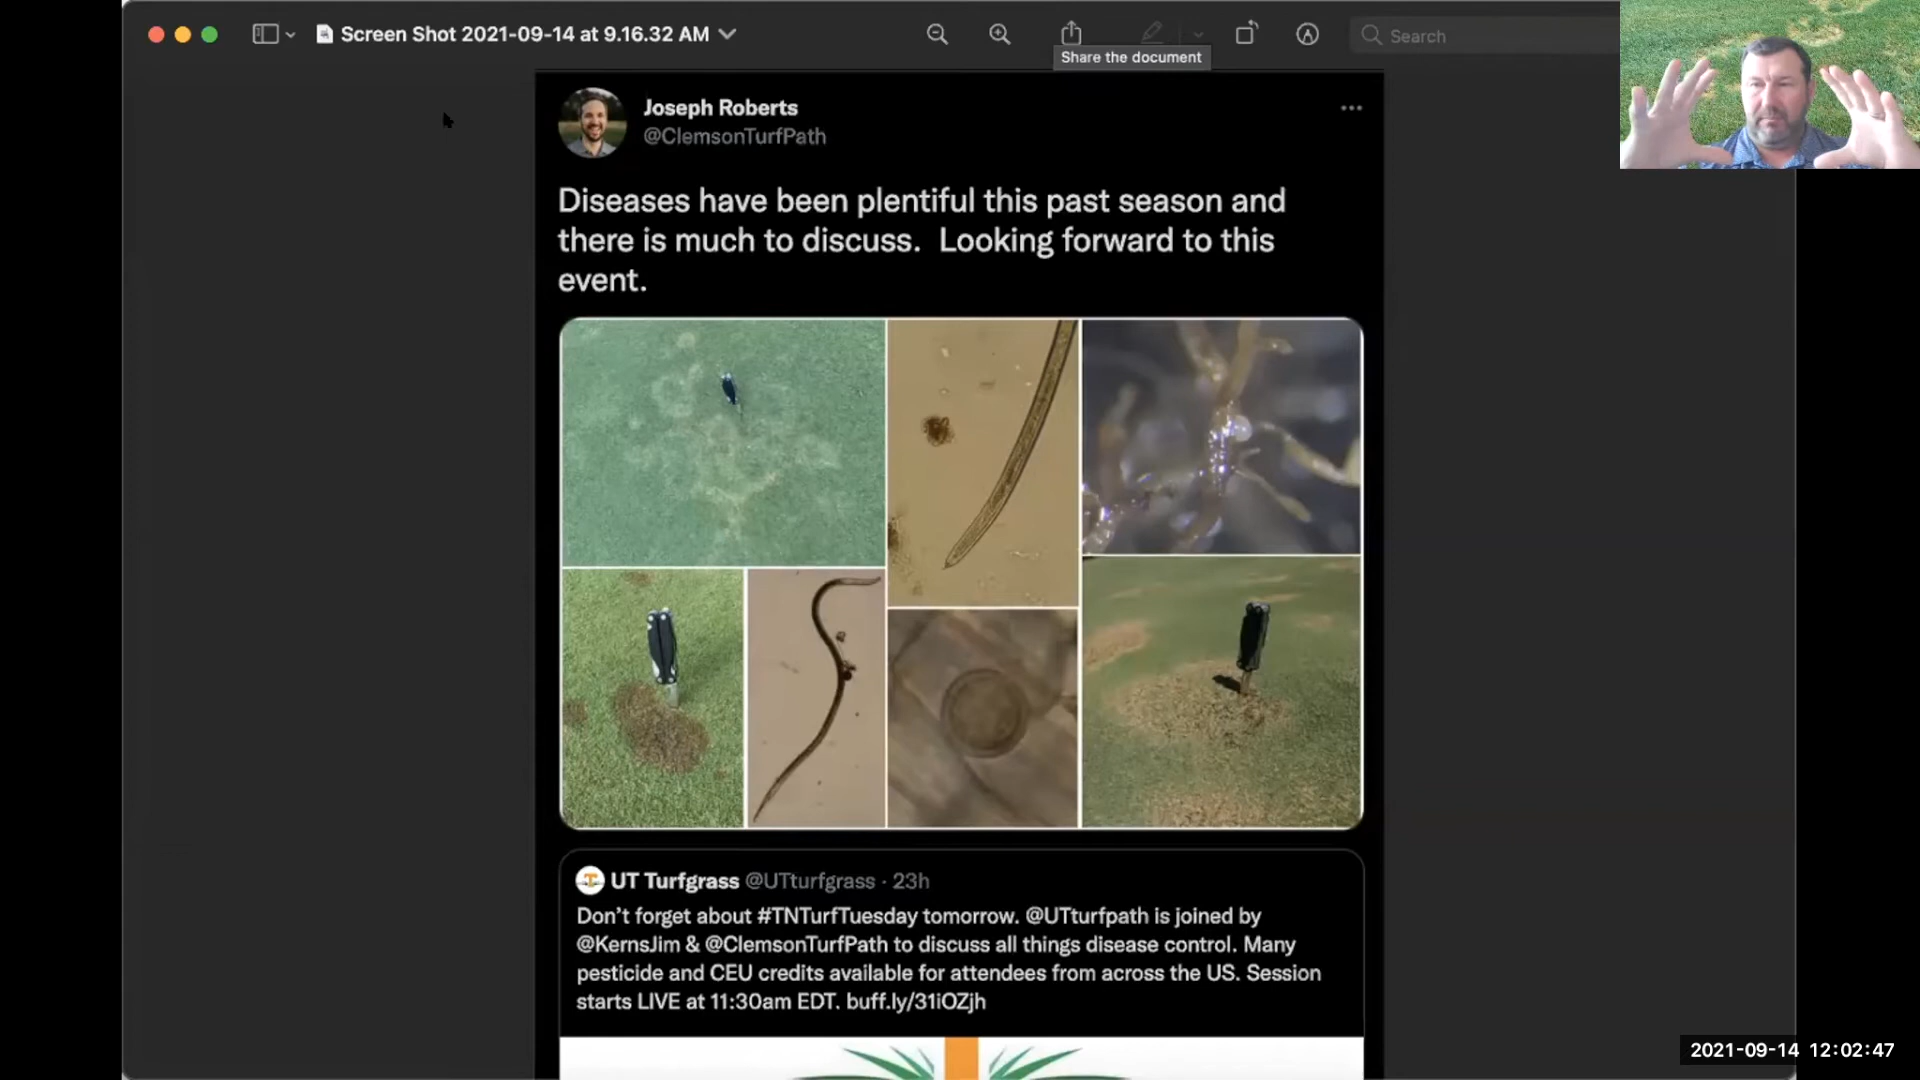 Screen Shot 2021-09-14 at 9.16.32 AM
Search
Share the document
Joseph Roberts
@ClemsonTurfPath
Diseases have been plentiful this past season and
there is much to discuss.  Looking forward to this
event.
UT Turfgrass @UTturfgrass · 23h
Don't forget about #TNTurfTuesday tomorrow. @UTturfpath is joined by
@KernsJim & @ClemsonTurfPath to discuss all things disease control. Many
pesticide and CEU credits available for attendees from across the US. Session
starts LIVE at 11:30am EDT. buff.ly/31iOZjh
2021-09-14 12:02:47